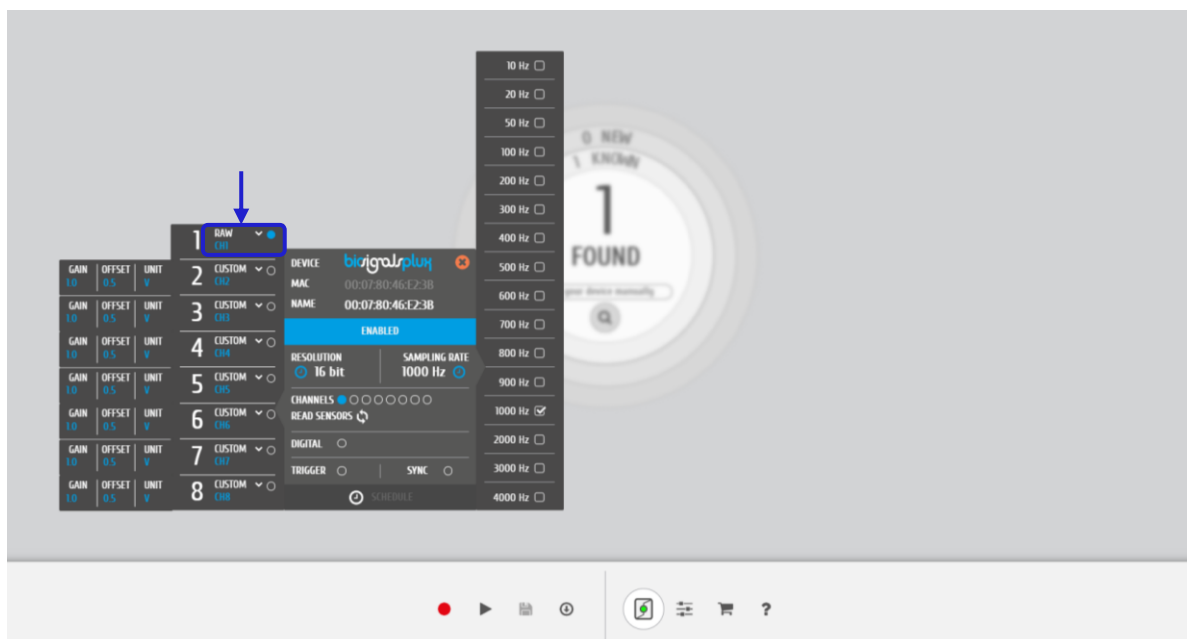 1 RAW
CH1
GAIN OFFSET UNIT
1.0 0.5 V
2 CUSTOM
CH2
GAIN OFFSET UNIT
1.0 0.5 V
3 CUSTOM
CH3
GAIN OFFSET UNIT
1.0 0.5 V
4 CUSTOM
CH4
GAIN OFFSET UNIT
1.0 0.5 V
5 CUSTOM
CH5
GAIN OFFSET UNIT
1.0 0.5 V
6 CUSTOM
CH6
GAIN OFFSET UNIT
1.0 0.5 V
7 CUSTOM
CH7
GAIN OFFSET UNIT
1.0 0.5 V
8 CUSTOM
CH8
DEVICE biosignalsplux
MAC 00:07:80:46:E2:3B
NAME 00:07:80:46:E2:3B
ENABLED
RESOLUTION
16 bit
SAMPLING RATE
1000 Hz
CHANNELS
READ SENSORS
DIGITAL
TRIGGER SYNC
SCHEDULE
10 Hz
20 Hz
50 Hz
100 Hz
200 Hz
300 Hz
400 Hz
500 Hz
600 Hz
700 Hz
800 Hz
900 Hz
1000 Hz
2000 Hz
3000 Hz
4000 Hz
0 NEW
1 KNOWN
1
FOUND
your device manually
?